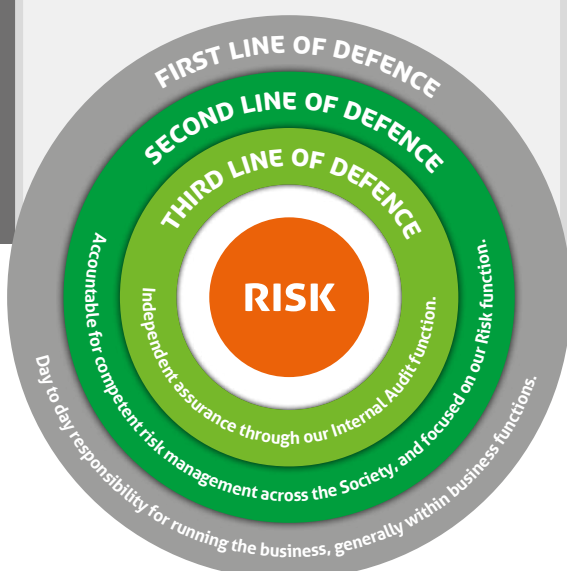 FIRST LINE OF DEFENCE
SECOND LINE OF DEFENCE
THIRD LINE OF DEFENCE
RISK
Independent assurance through our Internal Audit function.
Accountable for competent risk management across the Society, and focused on our Risk function.
Day to day responsibility for running the business, generally within business functions.